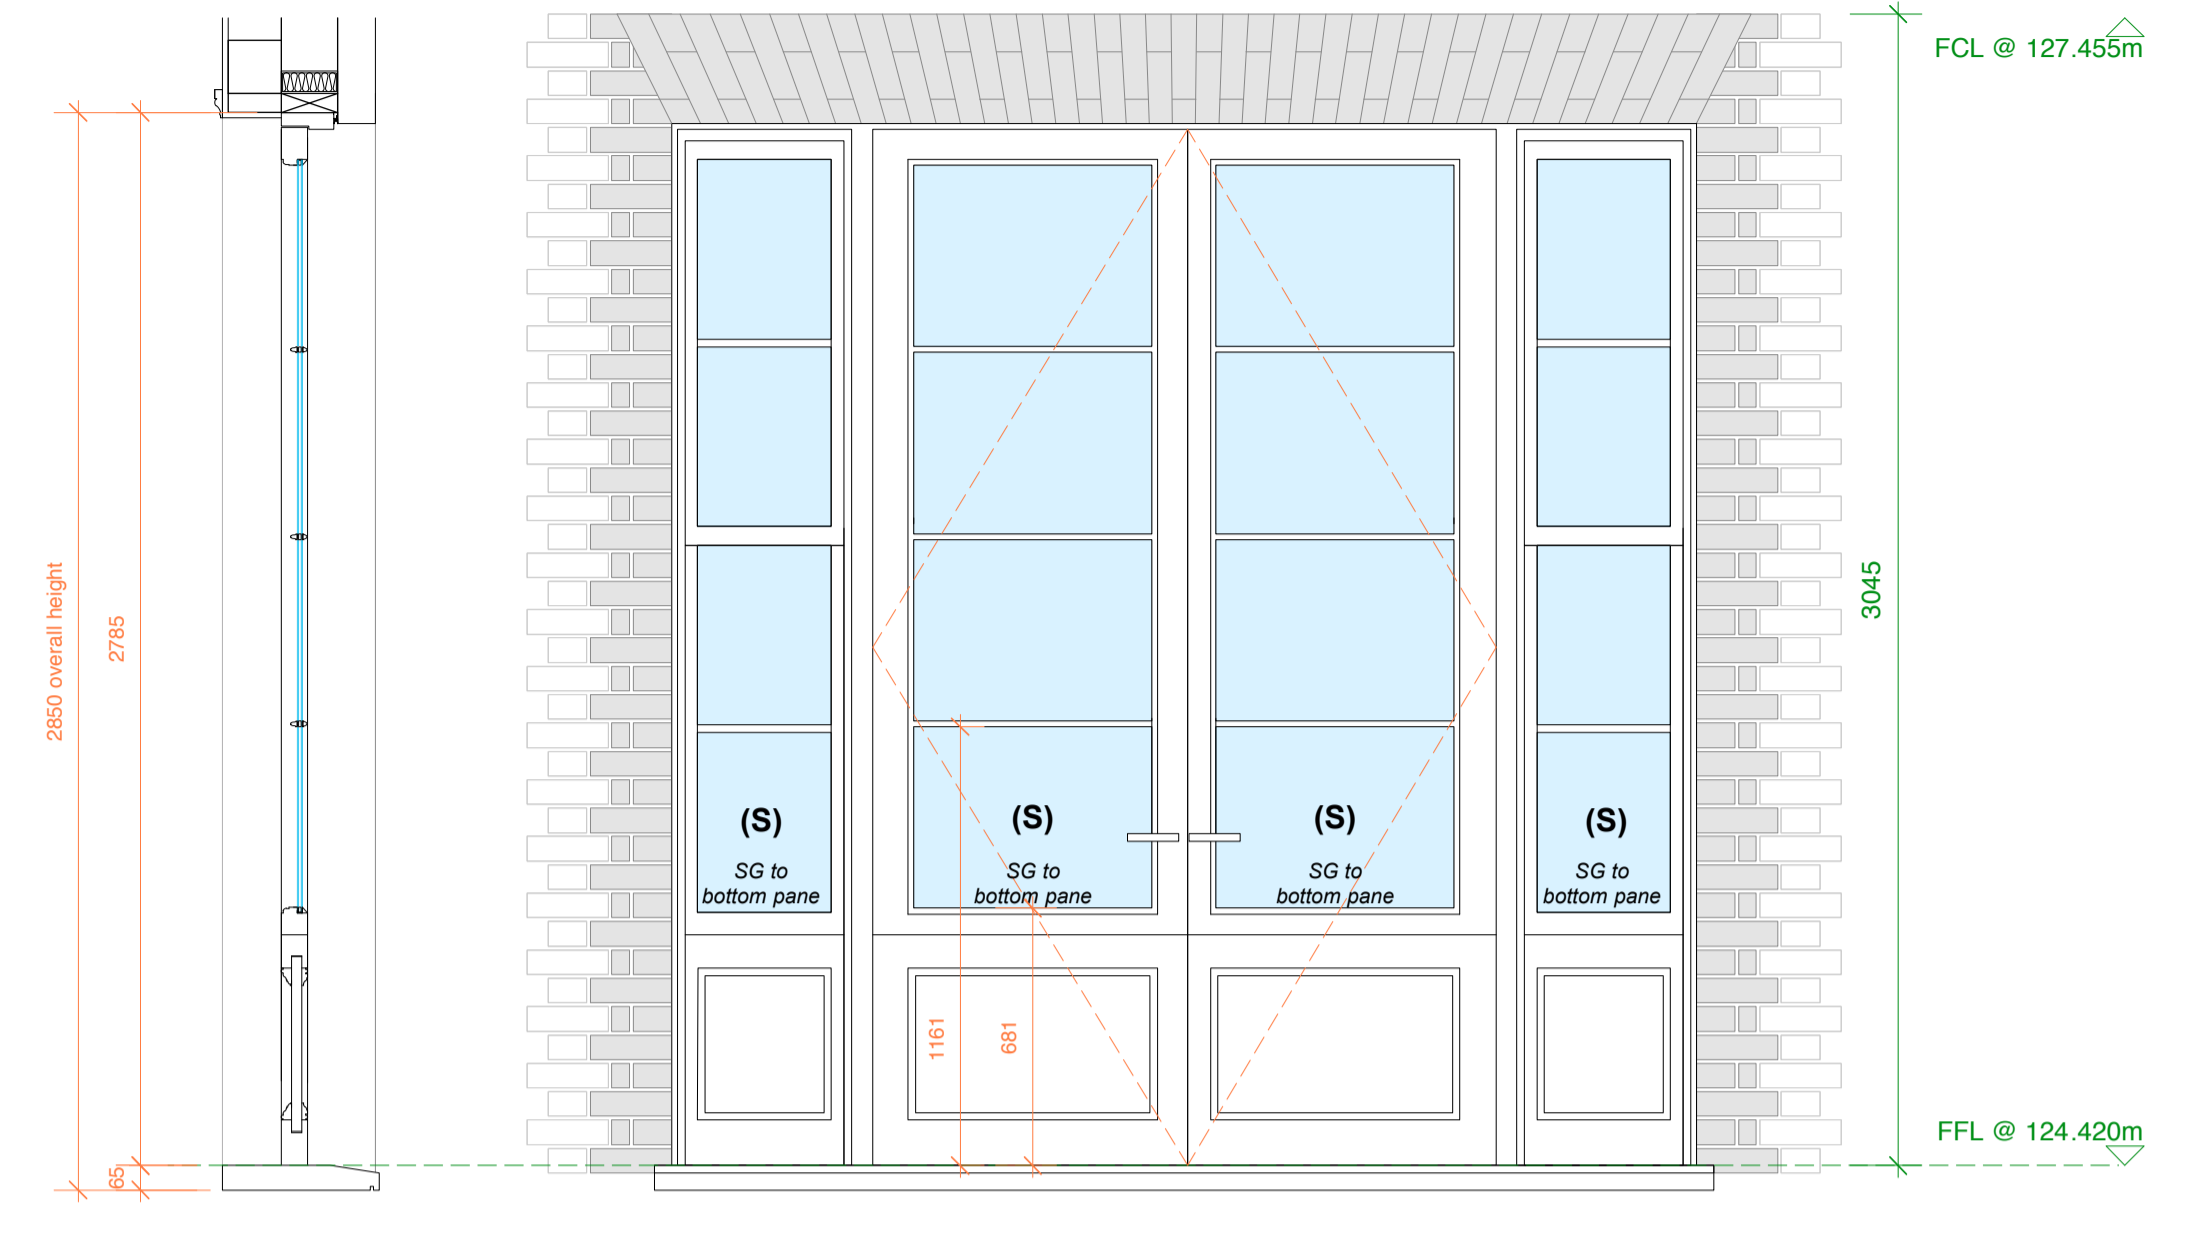 FCL @ 127.455m
2850 overall height
2785
3045
(S)
SG to
bottom pane
(S)
SG to
bottom pane
(S)
SG to
bottom pane
(S)
SG to
bottom pane
1161
681
65
FFL @ 124.420m